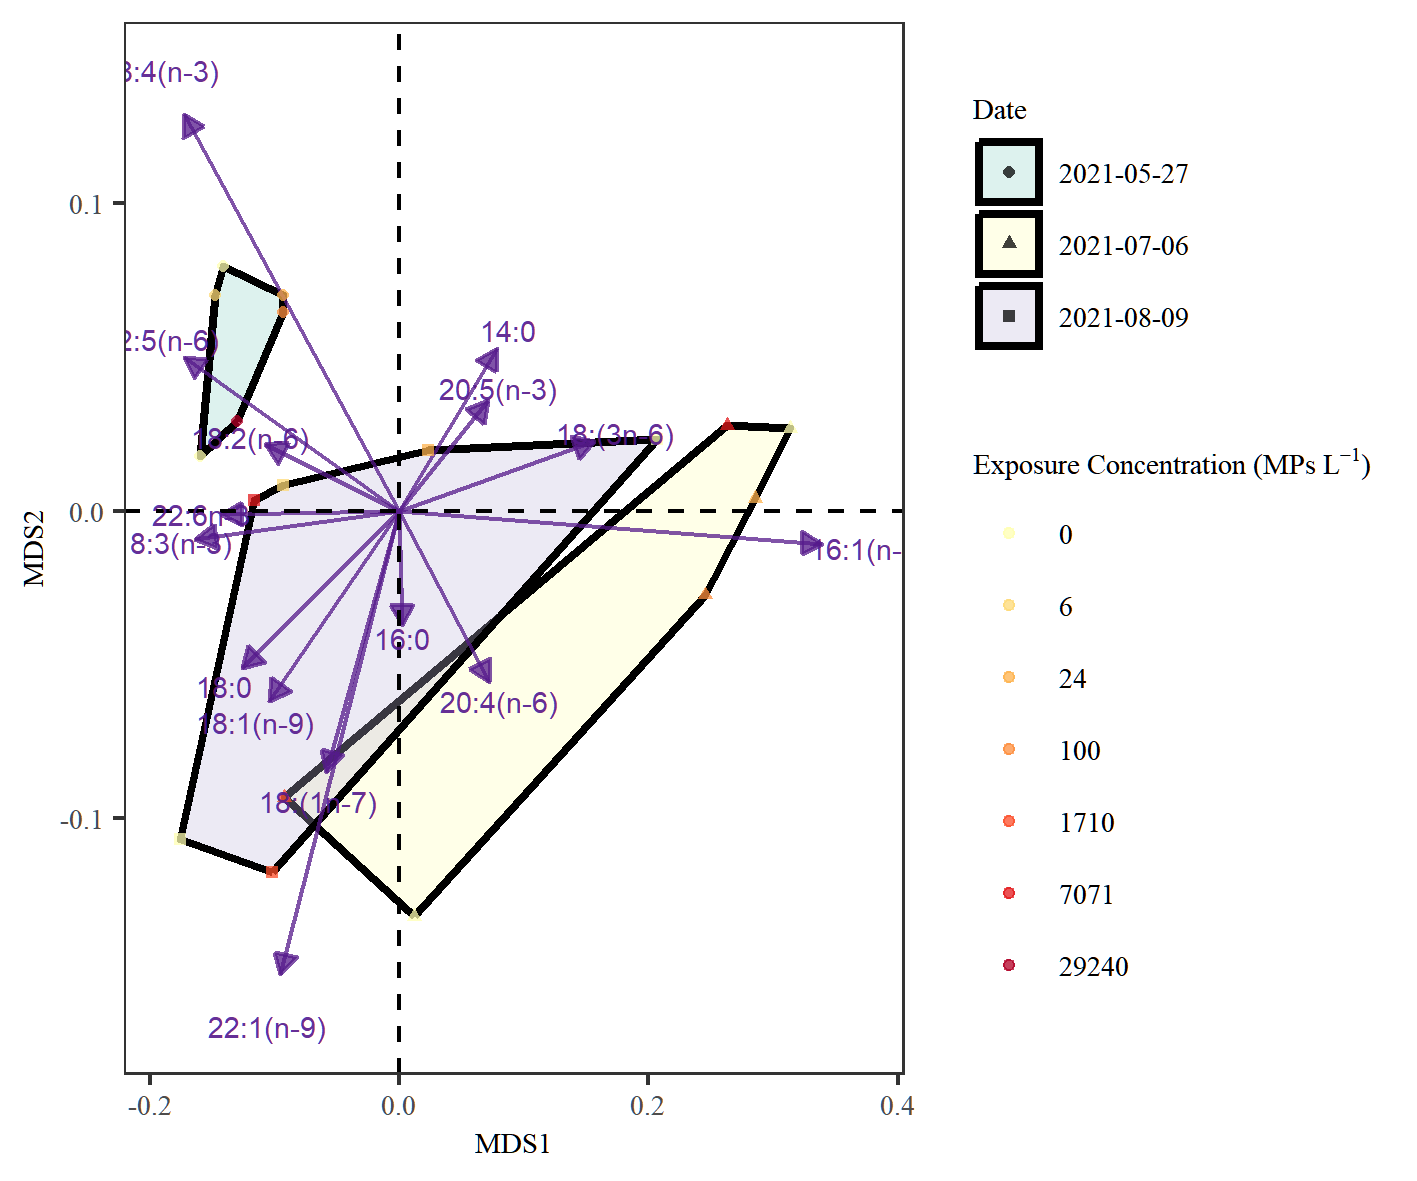 3:4(n-3)
0.1
2:5(n-6)
14:0
20:5(n-3)
18:2(n-6)
18:(3n-6)
0.0
22:6n-3
8:3(n-3)
16:1(n-
16:0
18:0
18:1(n-9)
20:4(n-6)
18:(1n-7)
-0.1
22:1(n-9)
-0.2
0.0
0.2
0.4
MDS1
MDS2
Date
2021-05-27
2021-07-06
2021-08-09
Exposure Concentration (MPs L⁻¹)
0
6
24
100
1710
7071
29240